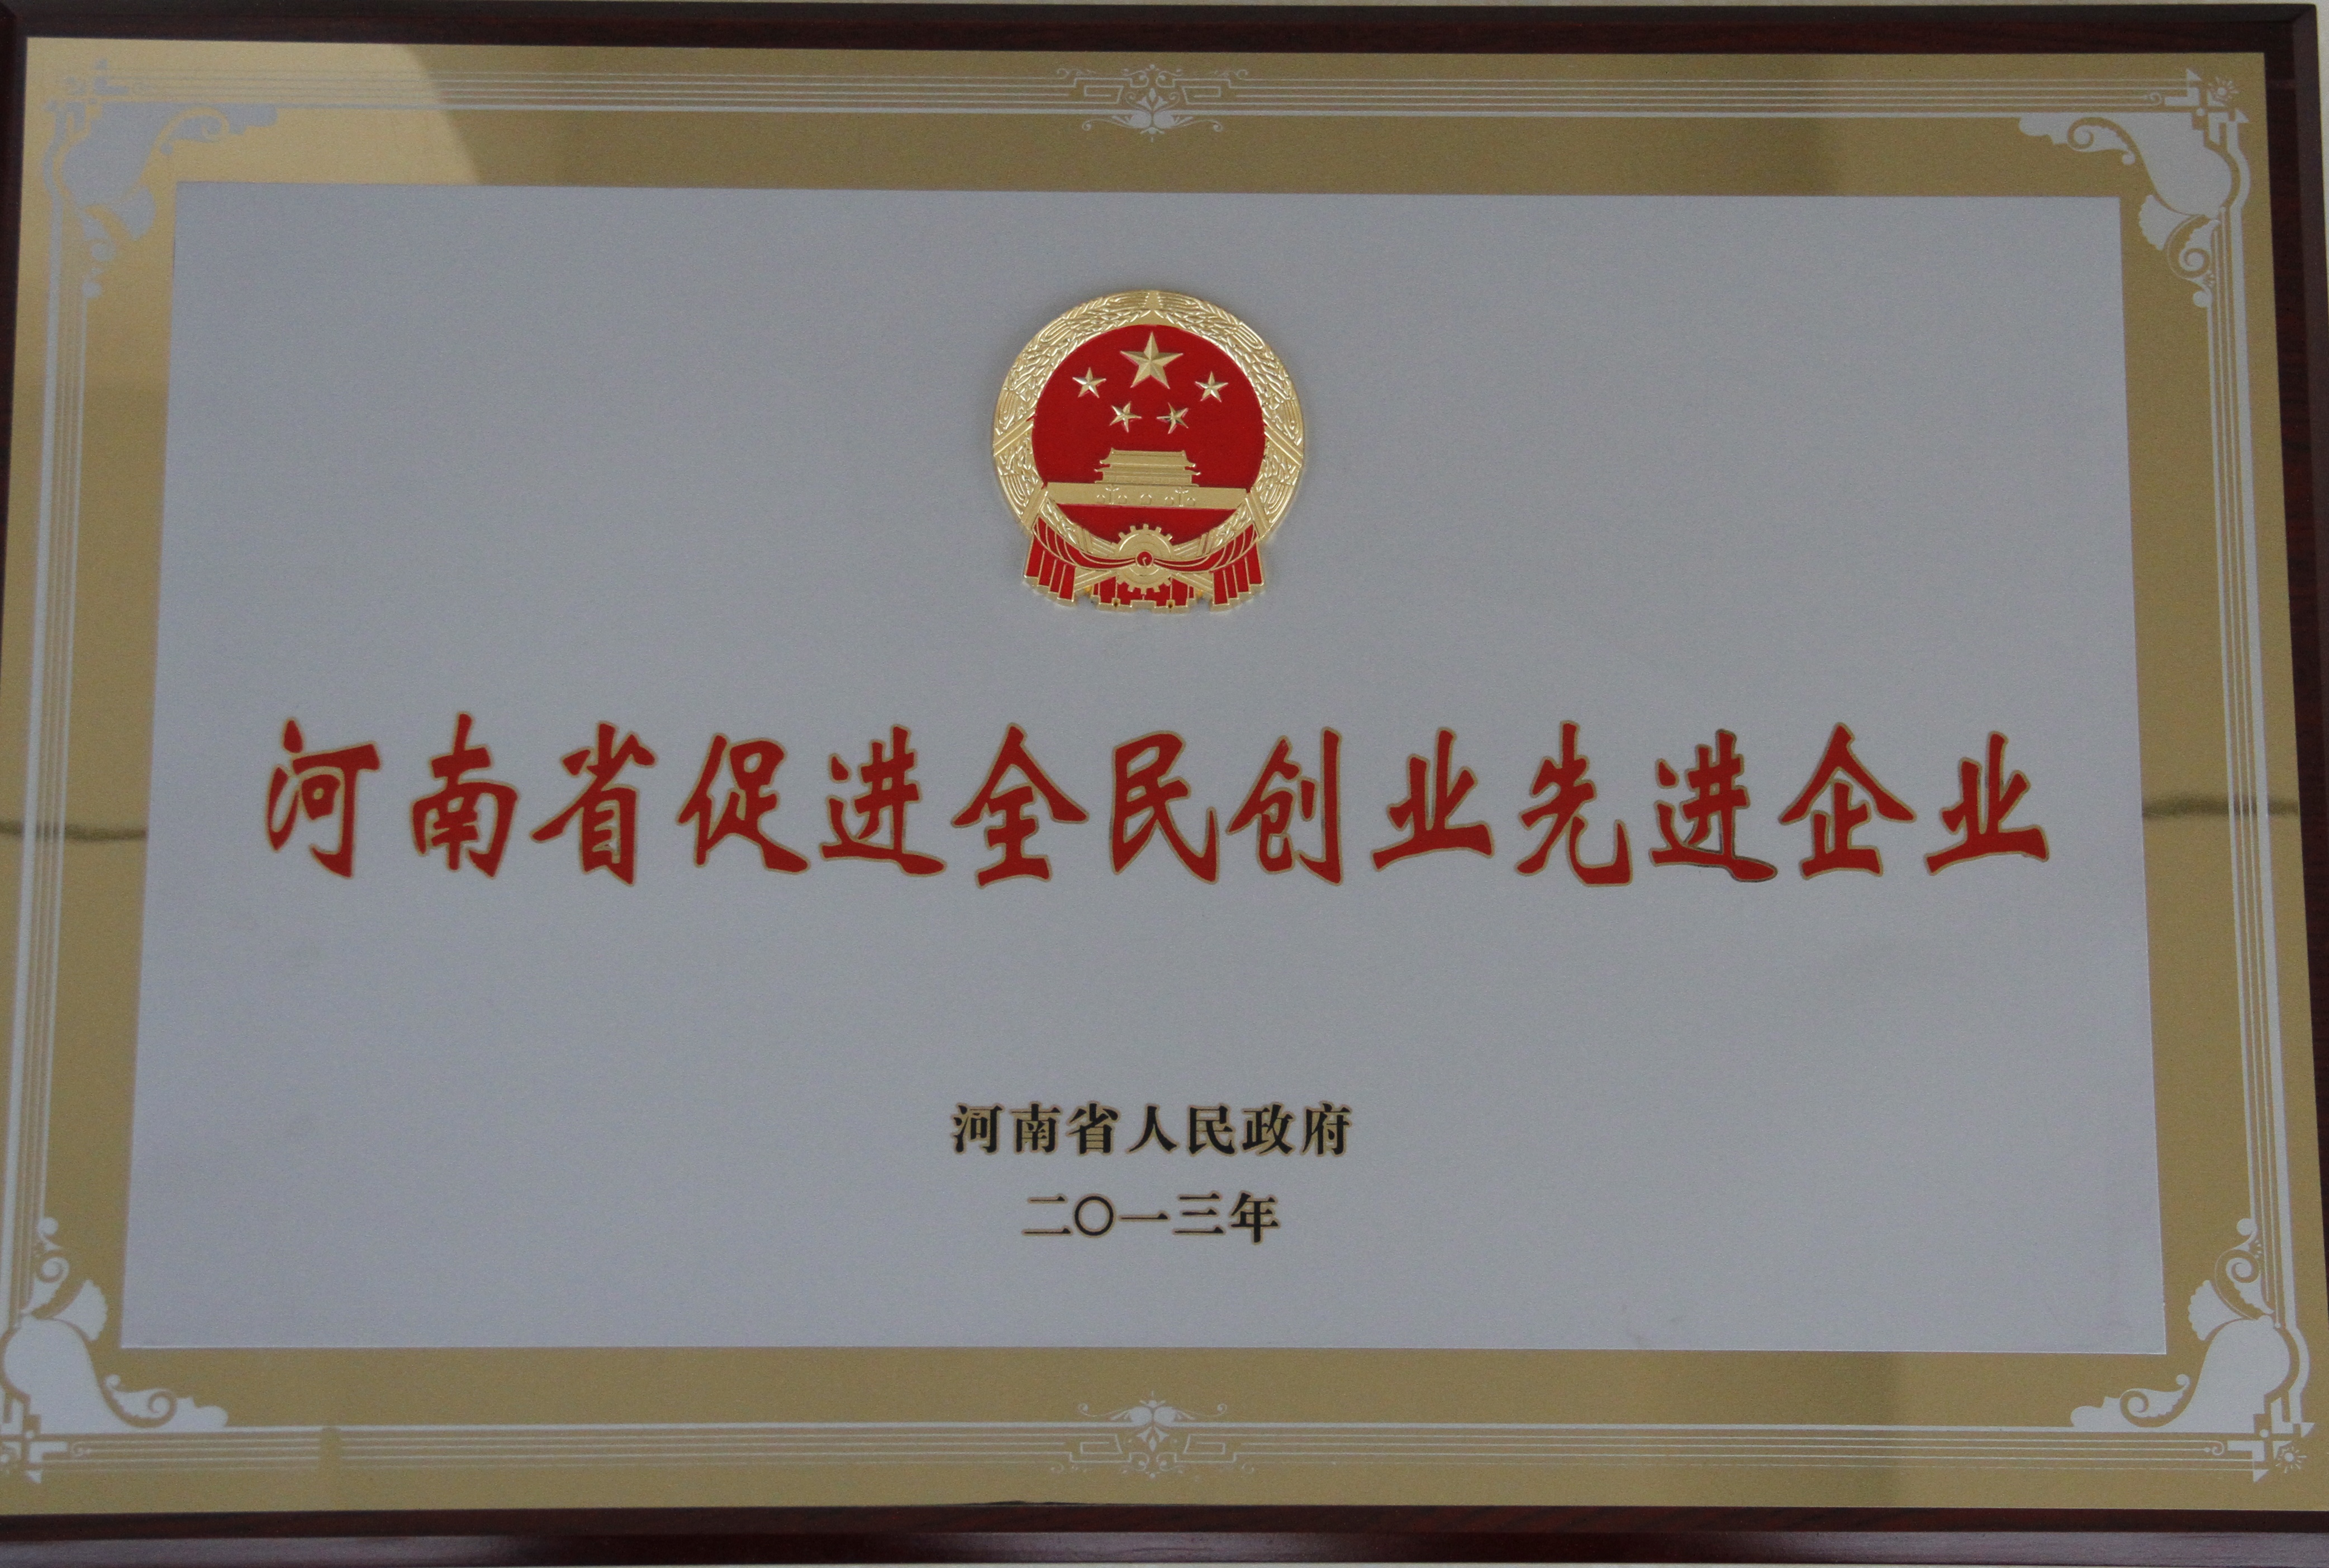 河南省促进全民创业先进企业
河南省人民政府
二〇一三年